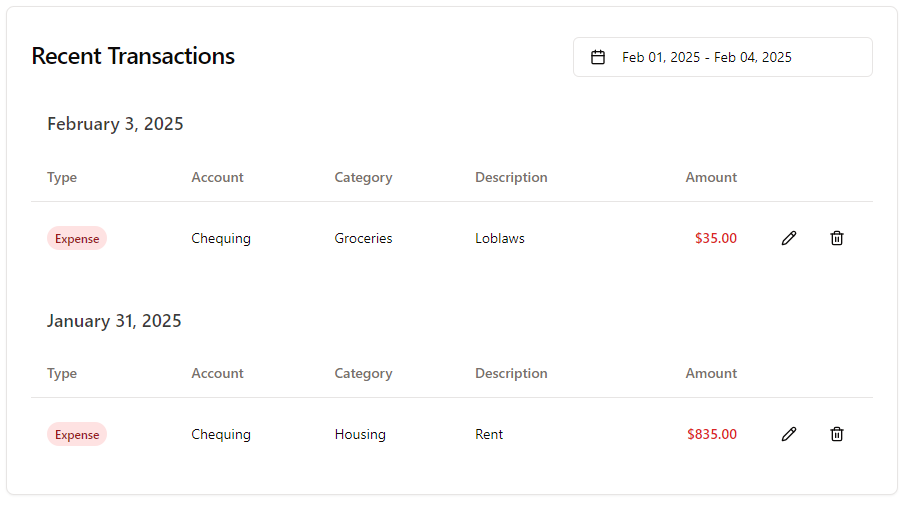 Recent Transactions
Feb 01, 2025 - Feb 04, 2025
February 3, 2025
Type Account Category Description Amount
Expense Chequing Groceries Loblaws $35.00
January 31, 2025
Type Account Category Description Amount
Expense Chequing Housing Rent $835.00